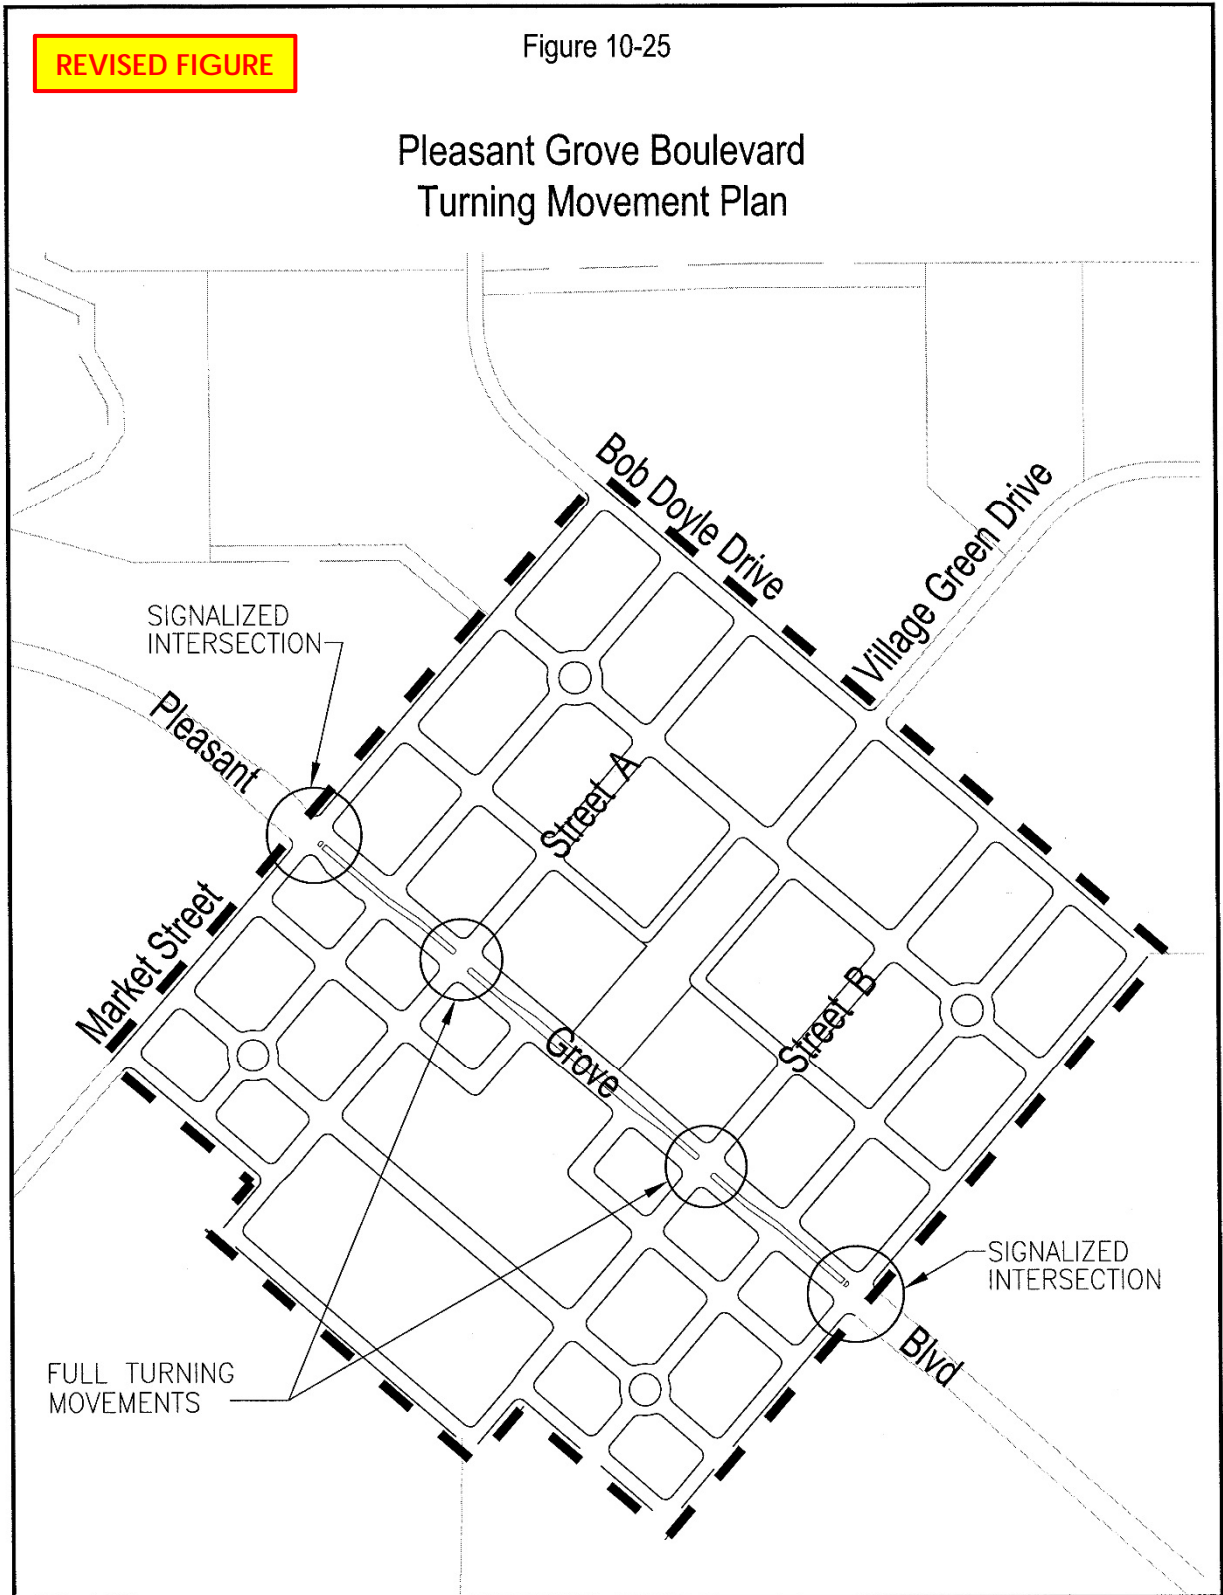 REVISED FIGURE
Figure 10-25
Pleasant Grove Boulevard
Turning Movement Plan
Bob Doyle Drive
Village Green Drive
SIGNALIZED
INTERSECTION
Pleasant
Street A
Market Street
Street B
Grove
SIGNALIZED
INTERSECTION
Blvd
FULL TURNING
MOVEMENTS